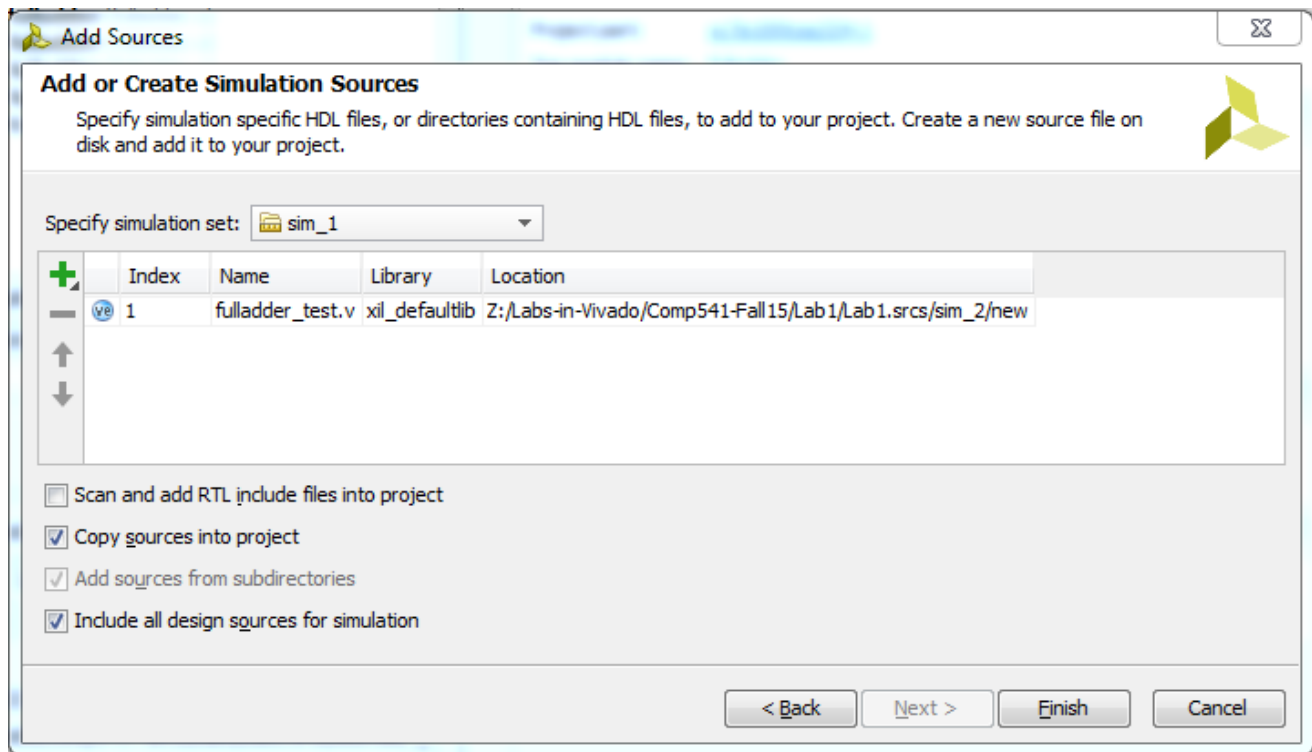 Add Sources
Add or Create Simulation Sources
Specify simulation specific HDL files, or directories containing HDL files, to add to your project. Create a new source file on
disk and add it to your project.
Specify simulation set: sim_1
Index Name Library Location
ve 1 fulladder_test.v xil_defaultlib Z:/Labs-in-Vivado/Comp541-Fall15/Lab1/Lab1.srcs/sim_2/new
Scan and add RTL include files into project
Copy sources into project
Add sources from subdirectories
Include all design sources for simulation
< Back Next > Finish Cancel